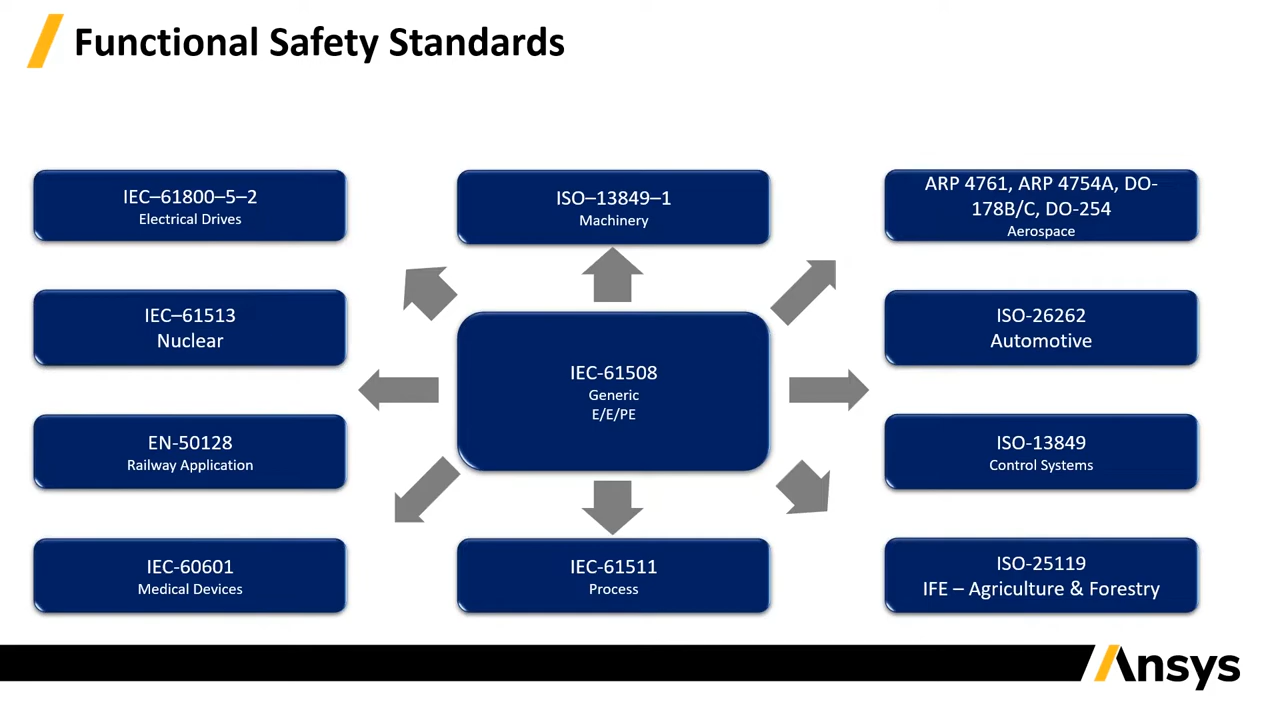 Functional Safety Standards
IEC–61800–5–2
Electrical Drives
ISO–13849–1
Machinery
ARP 4761, ARP 4754A, DO-
178B/C, DO-254
Aerospace
IEC–61513
Nuclear
ISO-26262
Automotive
IEC-61508
Generic
E/E/PE
EN-50128
Railway Application
ISO-13849
Control Systems
IEC-60601
Medical Devices
IEC-61511
Process
ISO-25119
IFE – Agriculture & Forestry
Ansys